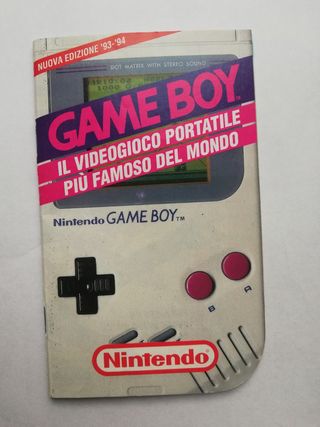 NUOVA EDIZIONE '93-'94
DOT MATRIX WITH STEREO SOUND
GAME BOY™
IL VIDEOGIOCO PORTATILE
PIÙ FAMOSO DEL MONDO
Nintendo GAME BOY™
B A
Nintendo